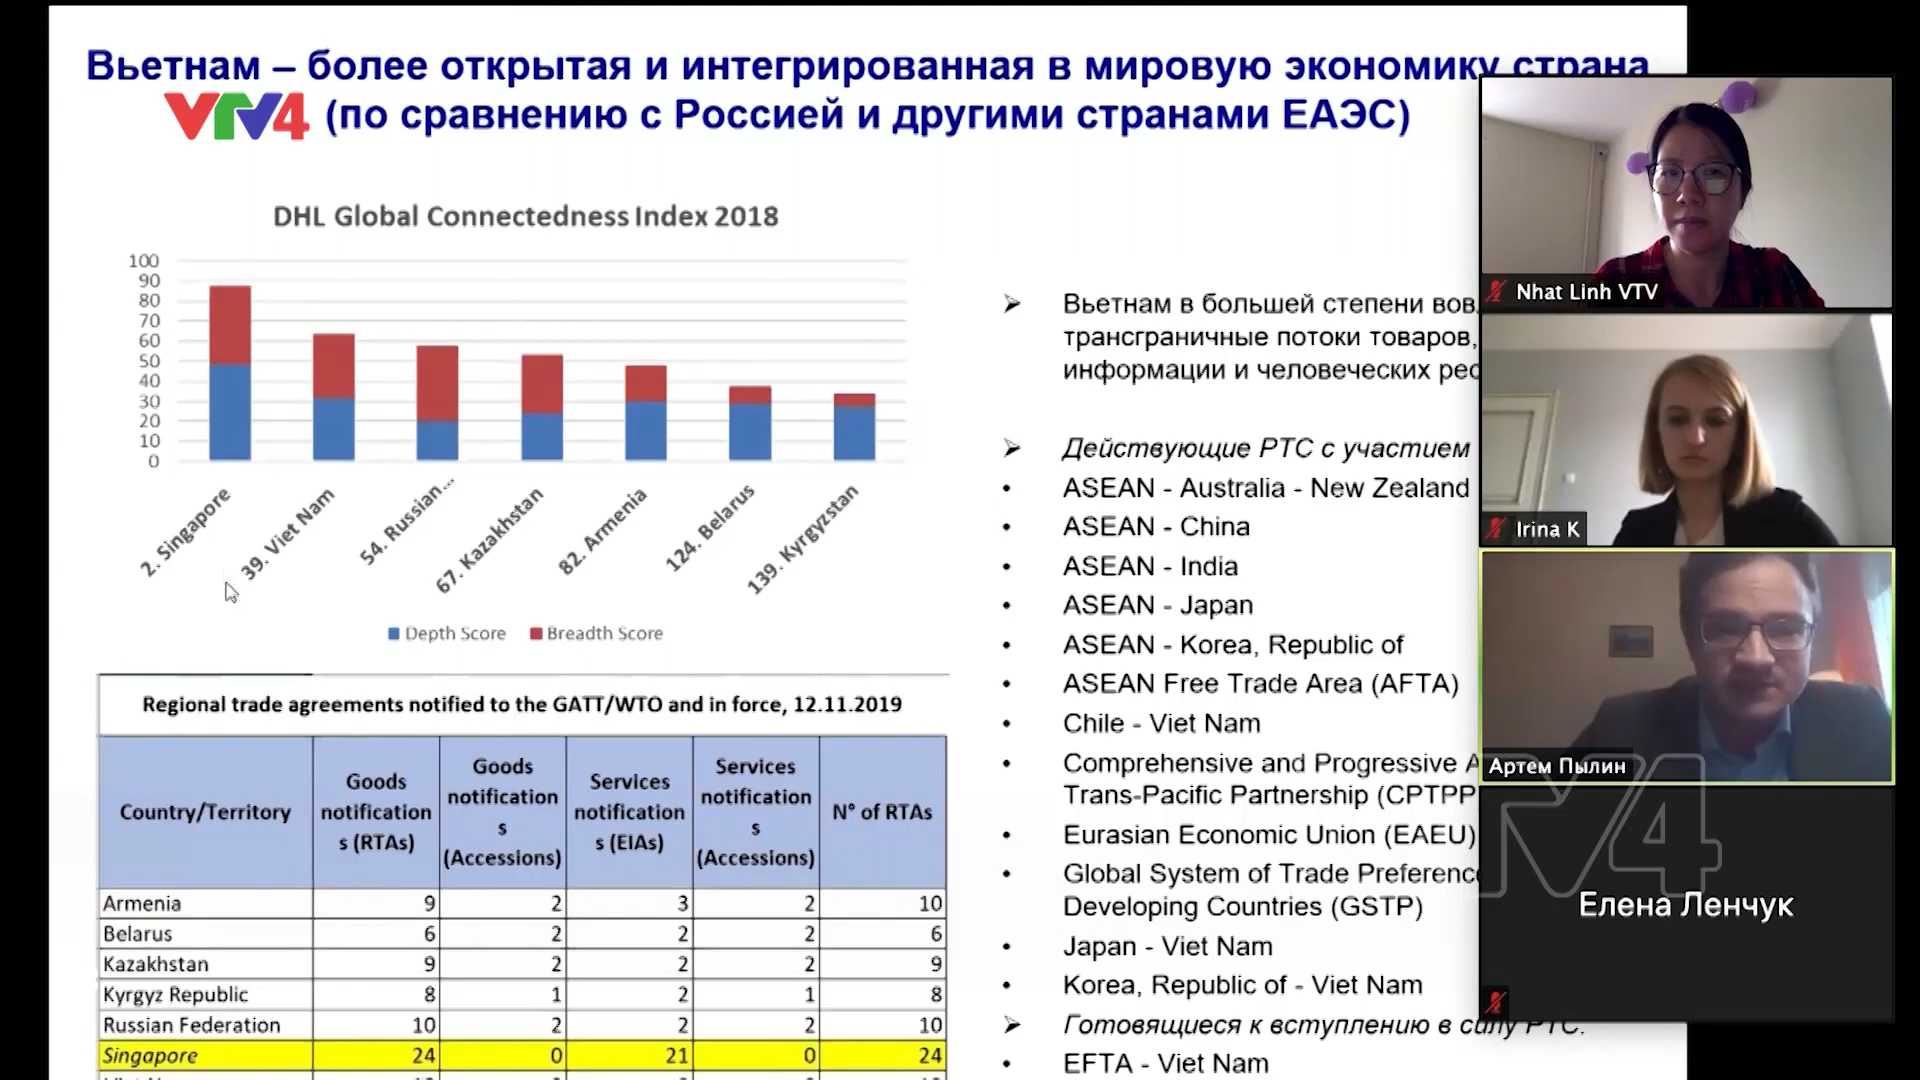 Вьетнам – более открытая и интегрированная в мировую экономику страна
VTV4 (по сравнению с Россией и другими странами ЕАЭС)
DHL Global Connectedness Index 2018
100
90
80
70
60
50
40
30
20
10
0
2. Singapore
39. Viet Nam
54. Russian...
67. Kazakhstan
82. Armenia
124. Belarus
139. Kyrgyzstan
Depth Score Breadth Score
Regional trade agreements notified to the GATT/WTO and in force, 12.11.2019
Country/Territory
Goods
notification
s (RTAs)
Goods
notification
s
(Accessions)
Services
notification
s (EIAs)
Services
notification
s
(Accessions)
N° of RTAs
Armenia 9 2 3 2 10
Belarus 6 2 2 2 6
Kazakhstan 9 2 2 2 9
Kyrgyz Republic 8 1 2 1 8
Russian Federation 10 2 2 2 10
Singapore 24 0 21 0 24
➢ Вьетнам в большей степени
трансграничные потоки товаров,
информации и человеческих
➢ Действующие РТС с участием
• ASEAN - Australia - New Zealand
• ASEAN - China
• ASEAN - India
• ASEAN - Japan
• ASEAN - Korea, Republic of
• ASEAN Free Trade Area (AFTA)
• Chile - Viet Nam
• Comprehensive and Progressive A
Trans-Pacific Partnership (CPTPP
• Eurasian Economic Union (EAEU)
• Global System of Trade Preferenc
Developing Countries (GSTP)
• Japan - Viet Nam
• Korea, Republic of - Viet Nam
➢ Готовящиеся к вступлению в силу РТС:
• EFTA - Viet Nam
Nhat Linh VTV
Irina K
Артем Пылин
TV4
Елена Ленчук